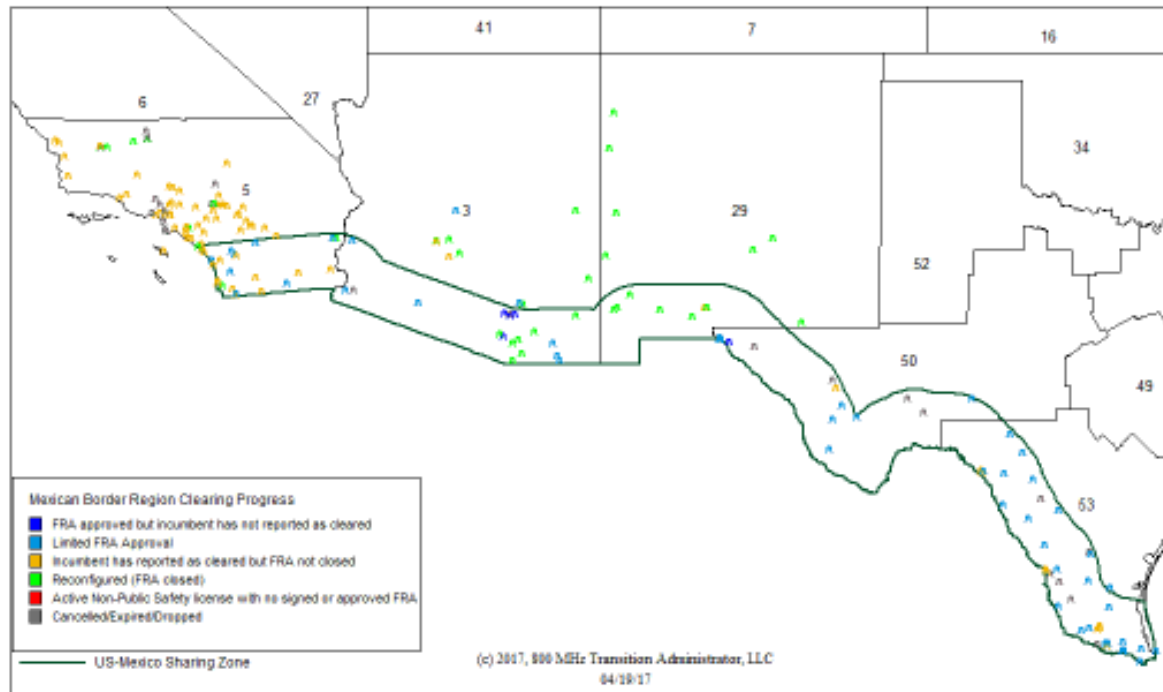 41
7
16
6
27
34
5
3
29
52
50
49
53
Mexican Border Region Clearing Progress
FRA approved but incumbent has not reported as cleared
Limited FRA Approval
Incumbent has reported as cleared but FRA not closed
Reconfigured (FRA closed)
Active Non-Public Safety license with no signed or approved FRA
Cancelled/Expired/Dropped
US-Mexico Sharing Zone
(c) 2017, 800 MHz Transition Administrator, LLC
04/19/17